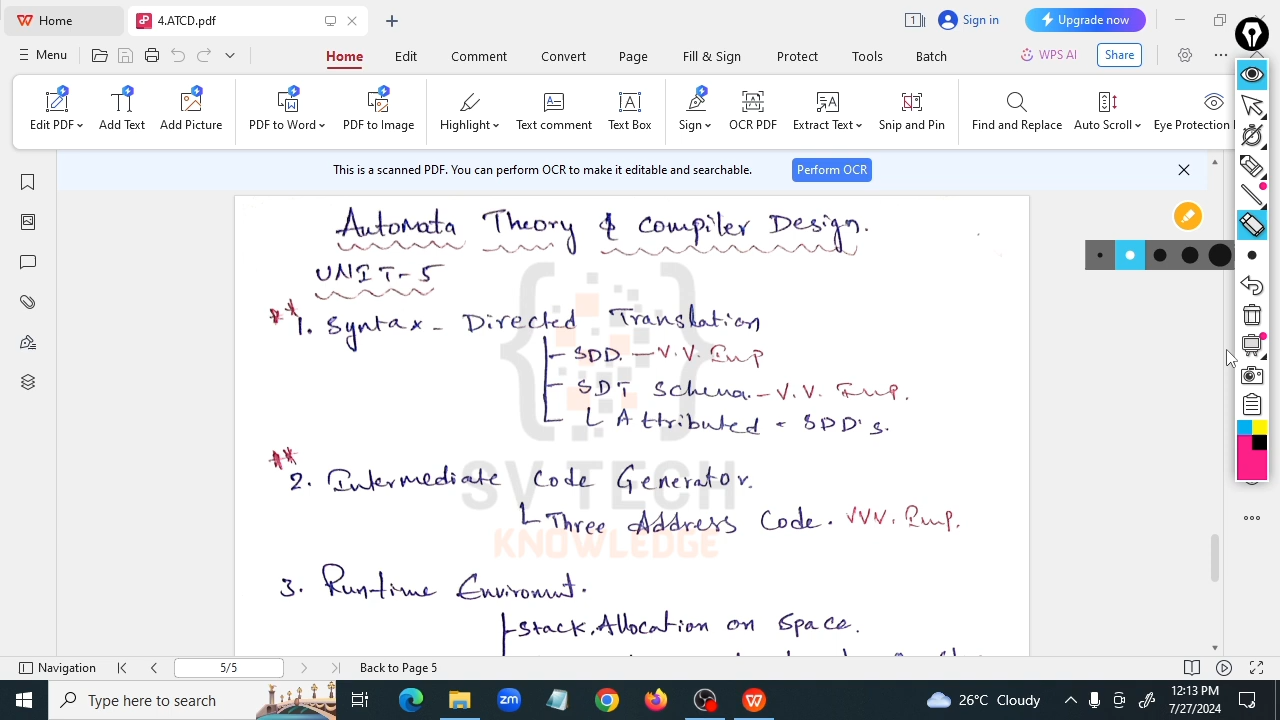 Home
4.ATCD.pdf
Sign in
Upgrade now
Menu
Home Edit Comment Convert Page Fill & Sign Protect Tools Batch
WPS AI
Share
Edit PDF Add Text Add Picture PDF to Word PDF to Image Highlight Text comment Text Box Sign OCR PDF Extract Text Snip and Pin Find and Replace Auto Scroll Eye Protection
This is a scanned PDF. You can perform OCR to make it editable and searchable.
Perform OCR
Automata Theory & Compiler Design.
UNIT-5
** 1. Syntax - Directed Translation
SDD. - V.V. Imp
SDT Schema. - V.V. Imp.
L Attributed - SDD's.
** 2. Intermediate Code Generator.
Three Address Code. VVV. Imp.
SV TECH
KNOWLEDGE
3. Run-time Enviromnt.
Stack. Allocation on Space.
Navigation
5/5
Back to Page 5
Type here to search
zm
26°C Cloudy
12:13 PM
7/27/2024